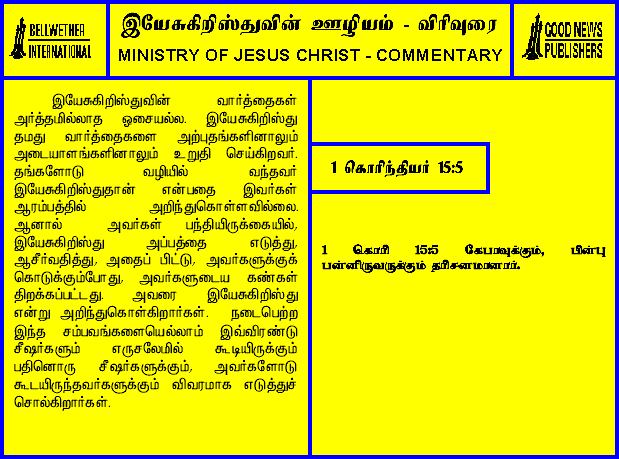 BELLWETHER
INTERNATIONAL
இயேசுகிறிஸ்துவின் ஊழியம் - விரிவுரை
MINISTRY OF JESUS CHRIST - COMMENTARY
GOOD NEWS
PUBLISHERS
இயேசுகிறிஸ்துவின் வார்த்தைகள்
அர்த்தமில்லாத ஓசையல்ல. இயேசுகிறிஸ்து
தமது வார்த்தைகளை அற்புதங்களினாலும்
அடையாளங்களினாலும் உறுதி செய்கிறவர்.
தங்களோடு வழியில் வந்தவர்
இயேசுகிறிஸ்துதான் என்பதை இவர்கள்
ஆரம்பத்தில் அறிந்துகொள்ளவில்லை.
ஆனால் அவர்கள் பந்தியிருக்கையில்,
இயேசுகிறிஸ்து அப்பத்தை எடுத்து,
ஆசீர்வதித்து, அதைப் பிட்டு, அவர்களுக்குக்
கொடுக்கும்போது, அவர்களுடைய கண்கள்
திறக்கப்பட்டது. அவரை இயேசுகிறிஸ்து
என்று அறிந்துகொள்கிறார்கள். நடைபெற்ற
இந்த சம்பவங்களையெல்லாம் இவ்விரண்டு
சீஷர்களும் எருசலேமில் கூடியிருக்கும்
பதினொரு சீஷர்களுக்கும், அவர்களோடு
கூடயிருந்தவர்களுக்கும் விவரமாக எடுத்துச்
சொல்கிறார்கள்.
1 கொரிந்தியர் 15:5
1 கொரி 15:5 கேபாவுக்கும், பின்பு
பன்னிருவருக்கும் தரிசனமானார்.